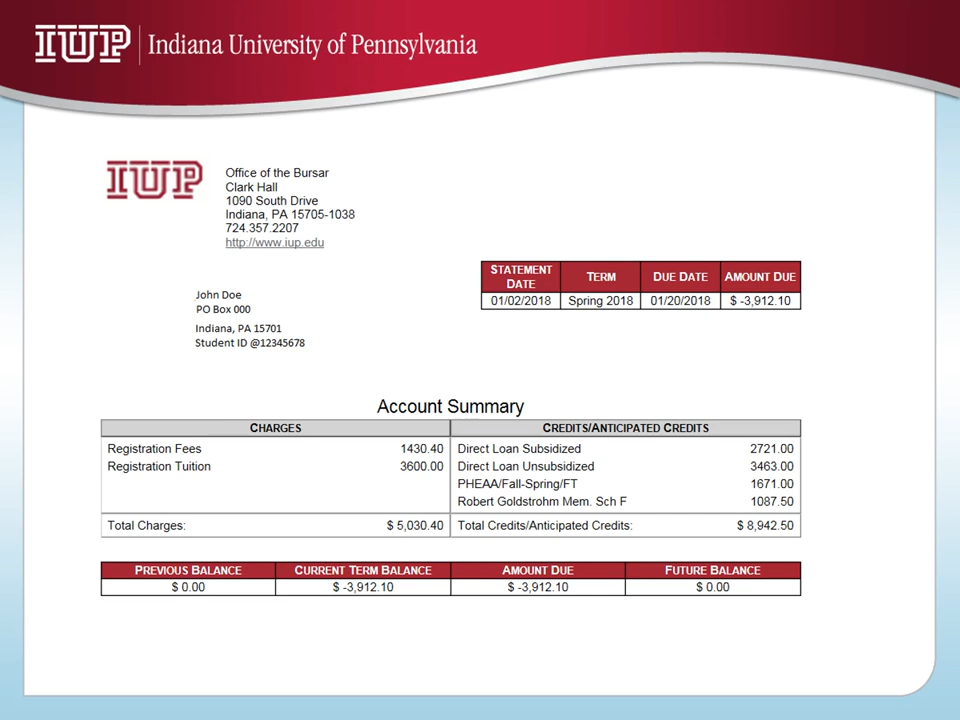 IUP Indiana University of Pennsylvania
IUP
Office of the Bursar
Clark Hall
1090 South Drive
Indiana, PA 15705-1038
724.357.2207
http://www.iup.edu
STATEMENT DATE TERM DUE DATE AMOUNT DUE
01/02/2018 Spring 2018 01/20/2018 $ -3,912.10
John Doe
PO Box 000
Indiana, PA 15701
Student ID @12345678
Account Summary
CHARGES CREDITS/ANTICIPATED CREDITS
Registration Fees 1430.40 Direct Loan Subsidized 2721.00
Registration Tuition 3600.00 Direct Loan Unsubsidized 3463.00
PHEAA/Fall-Spring/FT 1671.00
Robert Goldstrohm Mem. Sch F 1087.50
Total Charges: $ 5,030.40 Total Credits/Anticipated Credits: $ 8,942.50
PREVIOUS BALANCE CURRENT TERM BALANCE AMOUNT DUE FUTURE BALANCE
$ 0.00 $ -3,912.10 $ -3,912.10 $ 0.00